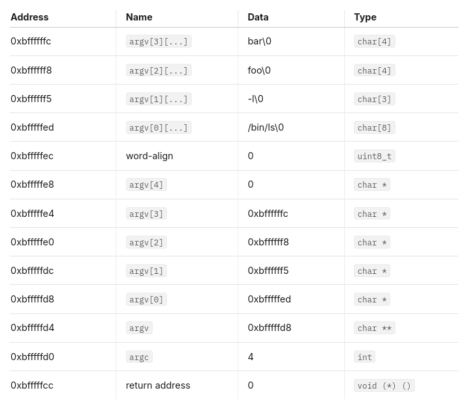 Address Name Data Type
0xbffffffc argv[3][...] bar\0 char[4]
0xbffffff8 argv[2][...] foo\0 char[4]
0xbffffff5 argv[1][...] -l\0 char[3]
0xbfffffed argv[0][...] /bin/ls\0 char[8]
0xbfffffec word-align 0 uint8_t
0xbfffffe8 argv[4] 0 char *
0xbfffffe4 argv[3] 0xbffffffc char *
0xbfffffe0 argv[2] 0xbffffff8 char *
0xbfffffdc argv[1] 0xbffffff5 char *
0xbfffffd8 argv[0] 0xbfffffed char *
0xbfffffd4 argv 0xbfffffd8 char **
0xbfffffd0 argc 4 int
0xbfffffcc return address 0 void (*) ()